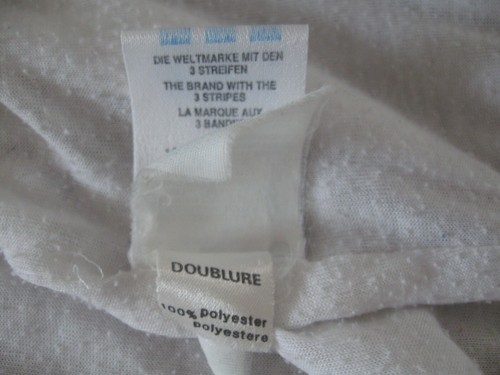 DIE WELTMARKE MIT DEN
3 STREIFEN
THE BRAND WITH THE
3 STRIPES
LA MARQUE AUX
3
DOUBLURE
100% polyester
polyestere